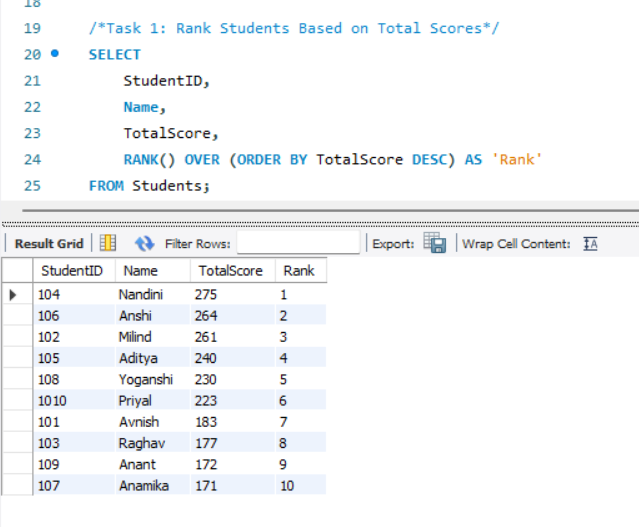 18
19 /*Task 1: Rank Students Based on Total Scores*/
20 SELECT
21 StudentID,
22 Name,
23 TotalScore,
24 RANK() OVER (ORDER BY TotalScore DESC) AS 'Rank'
25 FROM Students;
Result Grid Filter Rows: Export: Wrap Cell Content: IA
StudentID Name TotalScore Rank
104 Nandini 275 1
106 Anshi 264 2
102 Milind 261 3
105 Aditya 240 4
108 Yoganshi 230 5
1010 Priyal 223 6
101 Avnish 183 7
103 Raghav 177 8
109 Anant 172 9
107 Anamika 171 10